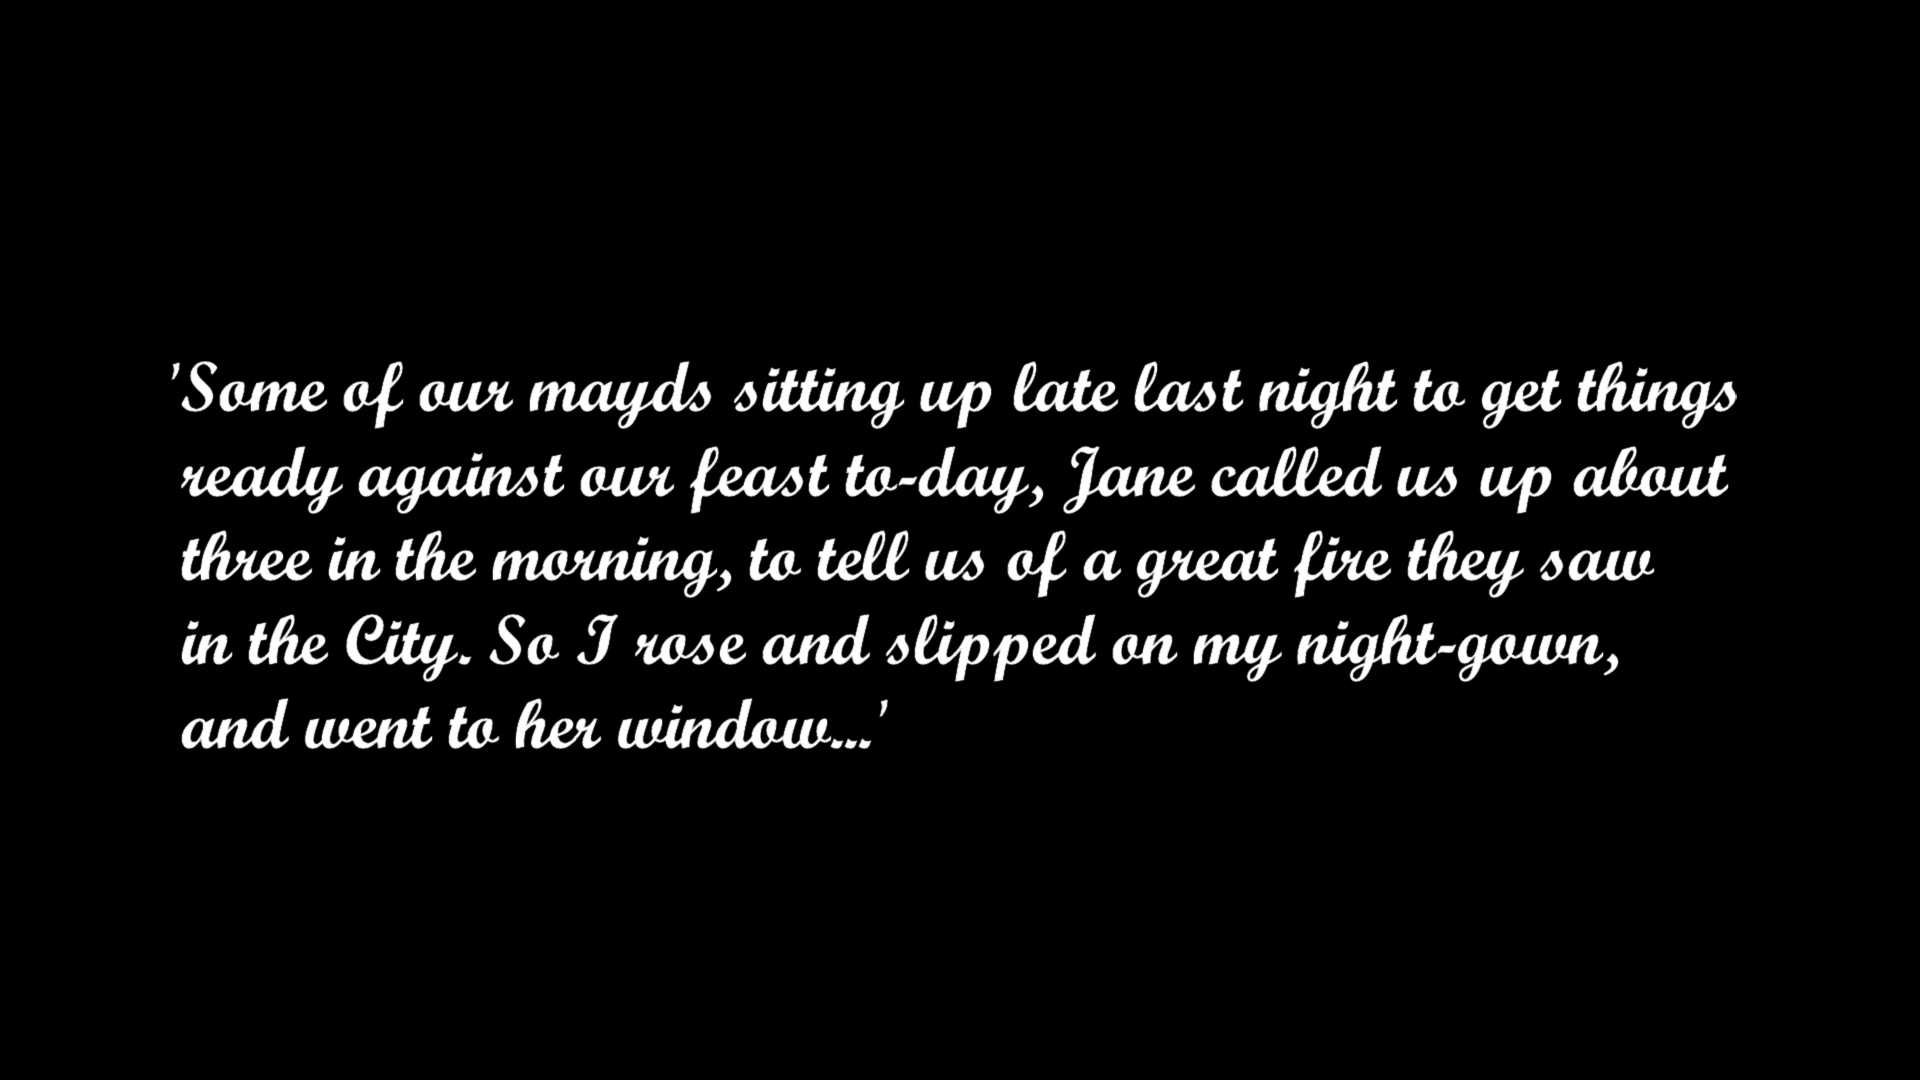 'Some of our mayds sitting up late last night to get things
ready against our feast to-day, Jane called us up about
three in the morning, to tell us of a great fire they saw
in the City. So I rose and slipped on my night-gown,
and went to her window...'